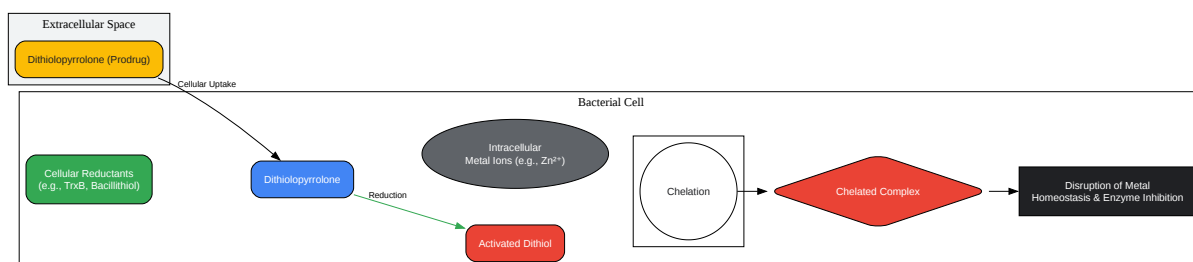 Extracellular Space
Dithiolopyrrolone (Prodrug)
Cellular Uptake
Bacterial Cell
Cellular Reductants
(e.g., TrxB, Bacillithiol)
Dithiolopyrrolone
Reduction
Activated Dithiol
Intracellular
Metal Ions (e.g., Zn²⁺)
Chelation
Chelated Complex
Disruption of Metal
Homeostasis & Enzyme Inhibition